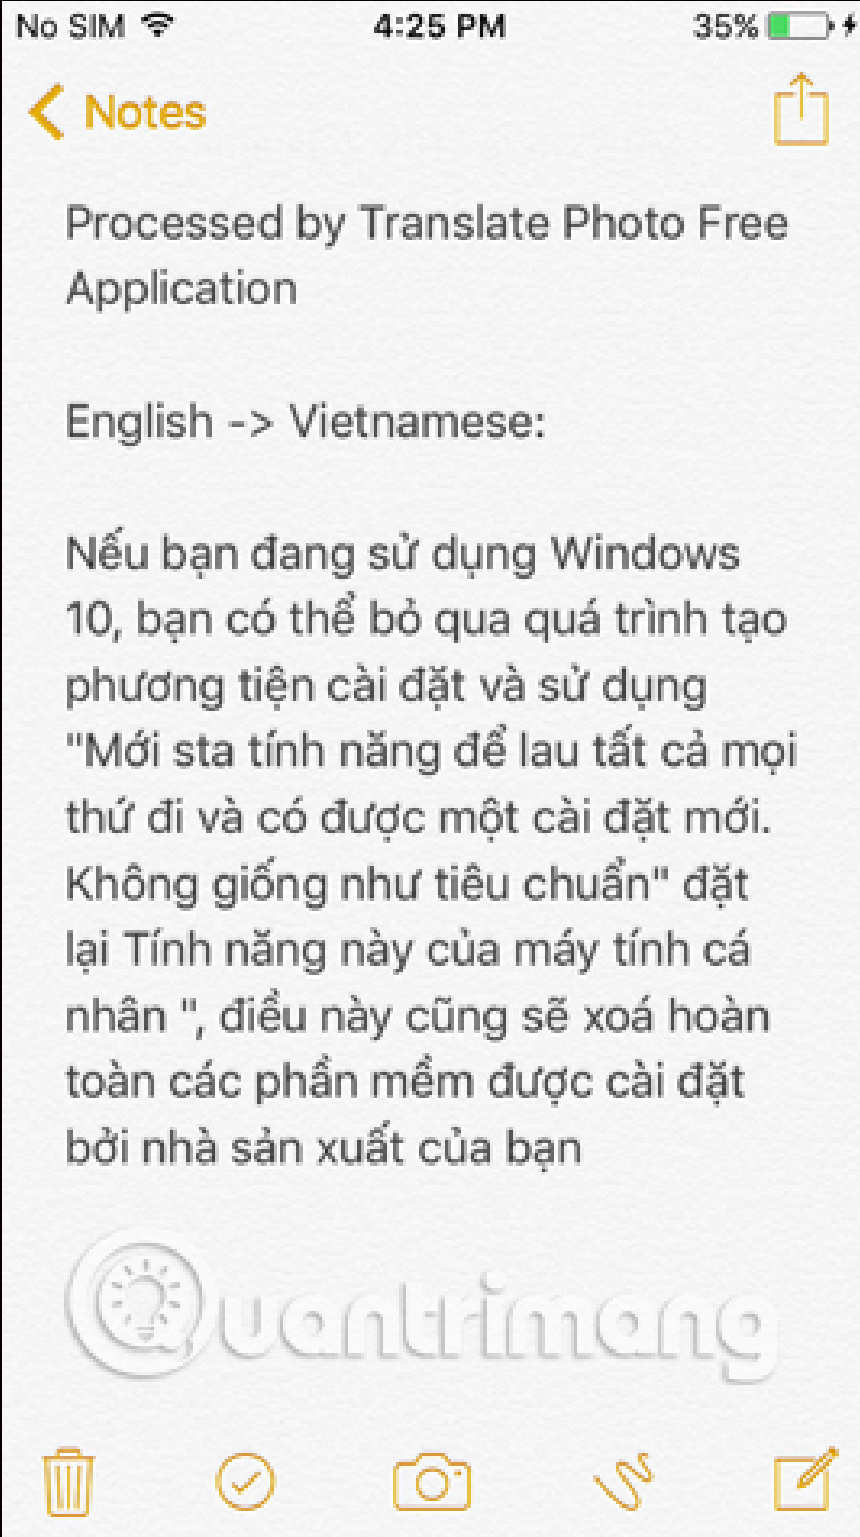 No SIM 4:25 PM 35%
Notes
Processed by Translate Photo Free
Application
English -> Vietnamese:
Nếu bạn đang sử dụng Windows
10, bạn có thể bỏ qua quá trình tạo
phương tiện cài đặt và sử dụng
"Mới sta tính năng để lau tất cả mọi
thứ đi và có được một cài đặt mới.
Không giống như tiêu chuẩn" đặt
lại Tính năng này của máy tính cá
nhân ", điều này cũng sẽ xoá hoàn
toàn các phần mềm được cài đặt
bởi nhà sản xuất của bạn
Quantrimang